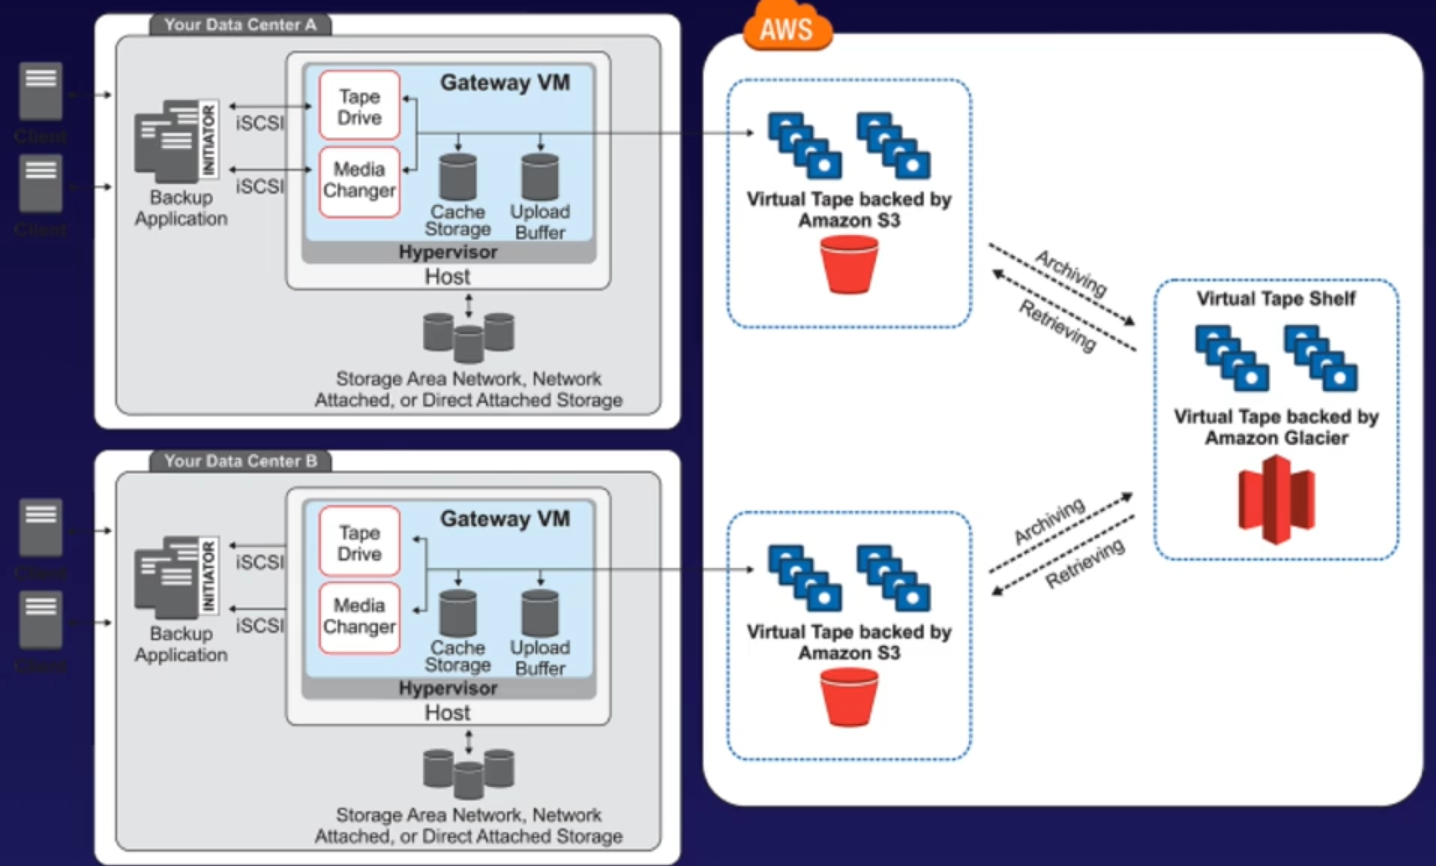 Your Data Center A
Client
Client
Backup
Application
INITIATOR
iSCSI
iSCSI
Gateway VM
Tape
Drive
Media
Changer
Cache
Storage
Upload
Buffer
Hypervisor
Host
Storage Area Network, Network
Attached, or Direct Attached Storage
Your Data Center B
Client
Client
Backup
Application
INITIATOR
iSCSI
iSCSI
Gateway VM
Tape
Drive
Media
Changer
Cache
Storage
Upload
Buffer
Hypervisor
Host
Storage Area Network, Network
Attached, or Direct Attached Storage
AWS
Virtual Tape backed by
Amazon S3
Archiving
Retrieving
Virtual Tape Shelf
Virtual Tape backed by
Amazon Glacier
Virtual Tape backed by
Amazon S3
Archiving
Retrieving